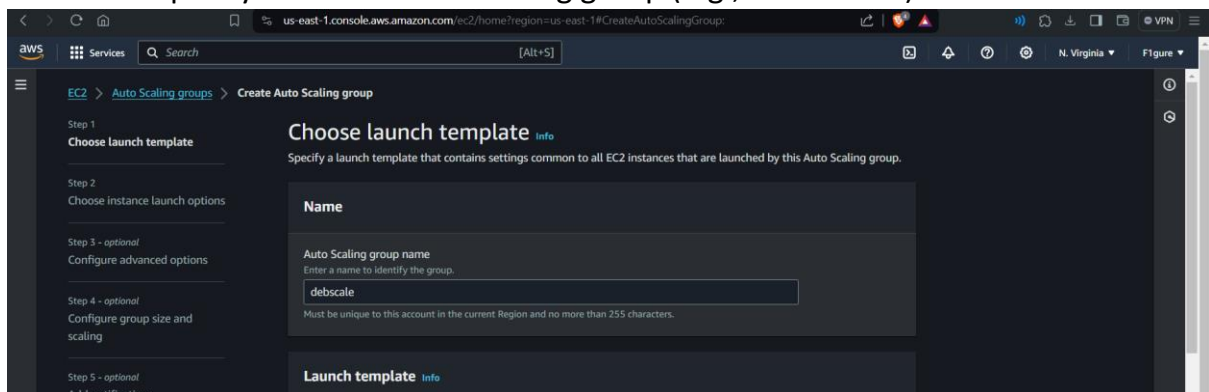 us-east-1.console.aws.amazon.com/ec2/home?region=us-east-1#CreateAutoScalingGroup:
VPN
aws
Services
Search
[Alt+S]
N. Virginia
F1gure
EC2 > Auto Scaling groups > Create Auto Scaling group
Step 1
Choose launch template
Step 2
Choose instance launch options
Step 3 - optional
Configure advanced options
Step 4 - optional
Configure group size and
scaling
Step 5 - optional
Choose launch template Info
Specify a launch template that contains settings common to all EC2 instances that are launched by this Auto Scaling group.
Name
Auto Scaling group name
Enter a name to identify the group.
debscale
Must be unique to this account in the current Region and no more than 255 characters.
Launch template Info